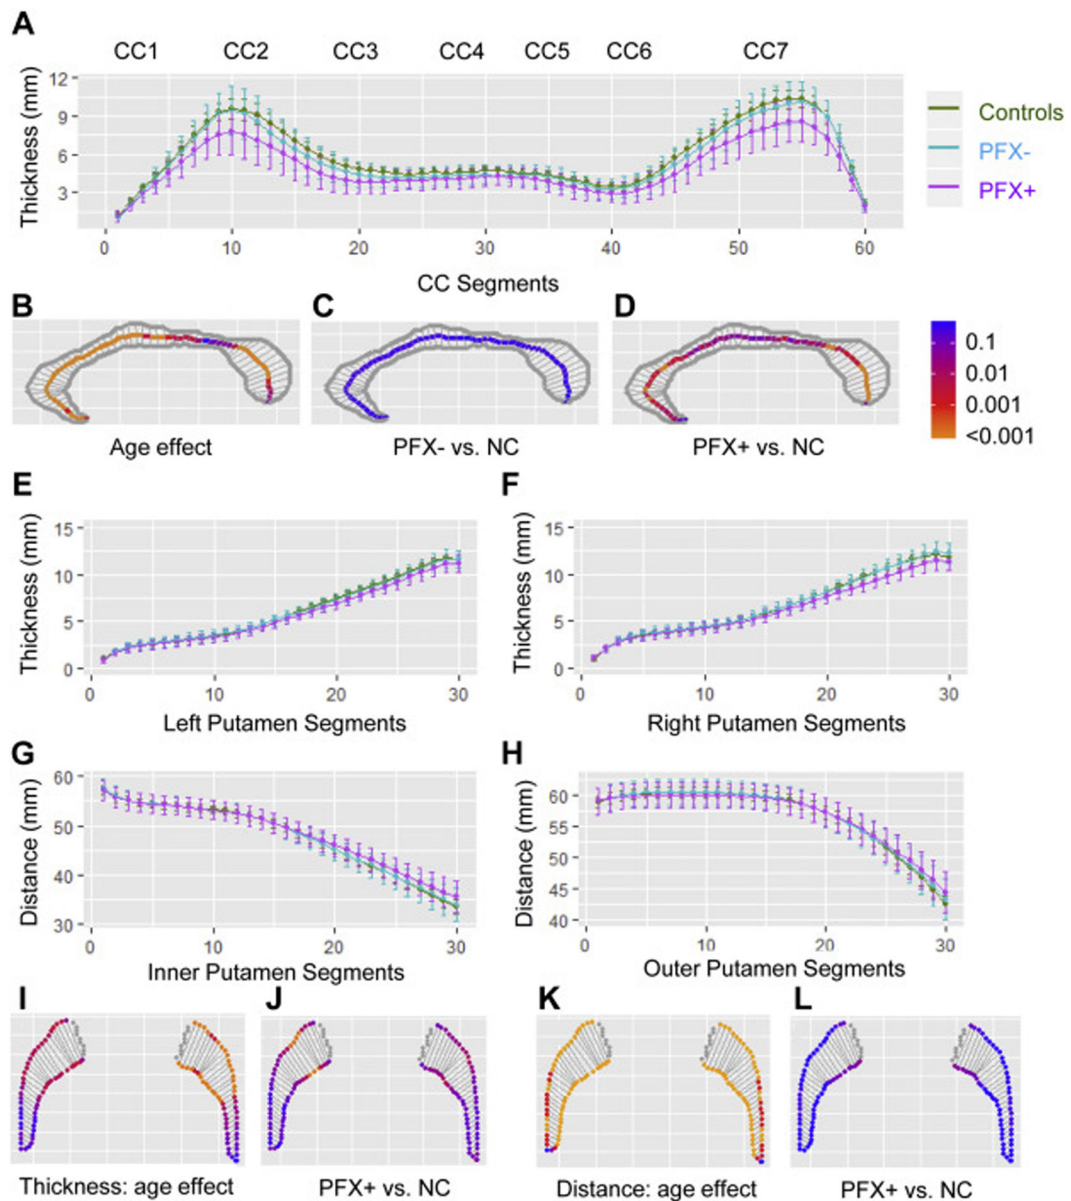 A
CC1 CC2 CC3 CC4 CC5 CC6 CC7
Thickness (mm)
12
9
6
3
0 10 20 30 40 50 60
CC Segments
Controls
PFX-
PFX+
B
C
D
Age effect
PFX- vs. NC
PFX+ vs. NC
0.1
0.01
0.001
<0.001
E
Thickness (mm)
15
10
5
0
0 10 20 30
Left Putamen Segments
F
Thickness (mm)
15
10
5
0
0 10 20 30
Right Putamen Segments
G
Distance (mm)
60
50
40
30
0 10 20 30
Inner Putamen Segments
H
Distance (mm)
60
55
50
45
40
0 10 20 30
Outer Putamen Segments
I
J
K
L
Thickness: age effect
PFX+ vs. NC
Distance: age effect
PFX+ vs. NC